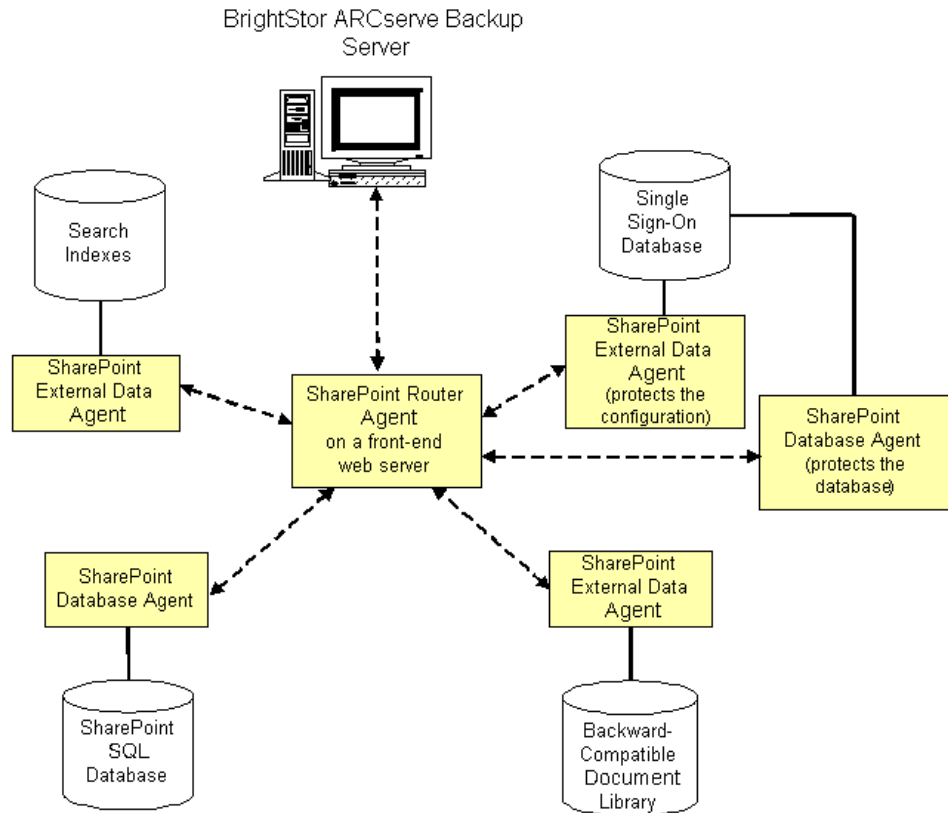 BrightStor ARCserve Backup
Server
Search
Indexes
Single
Sign-On
Database
SharePoint
External Data
Agent
SharePoint Router
Agent
on a front-end
web server
SharePoint
External Data
Agent
(protects the
configuration)
SharePoint
Database Agent
(protects the
database)
SharePoint
Database Agent
SharePoint
External Data
Agent
SharePoint
SQL
Database
Backward-
Compatible
Document
Library